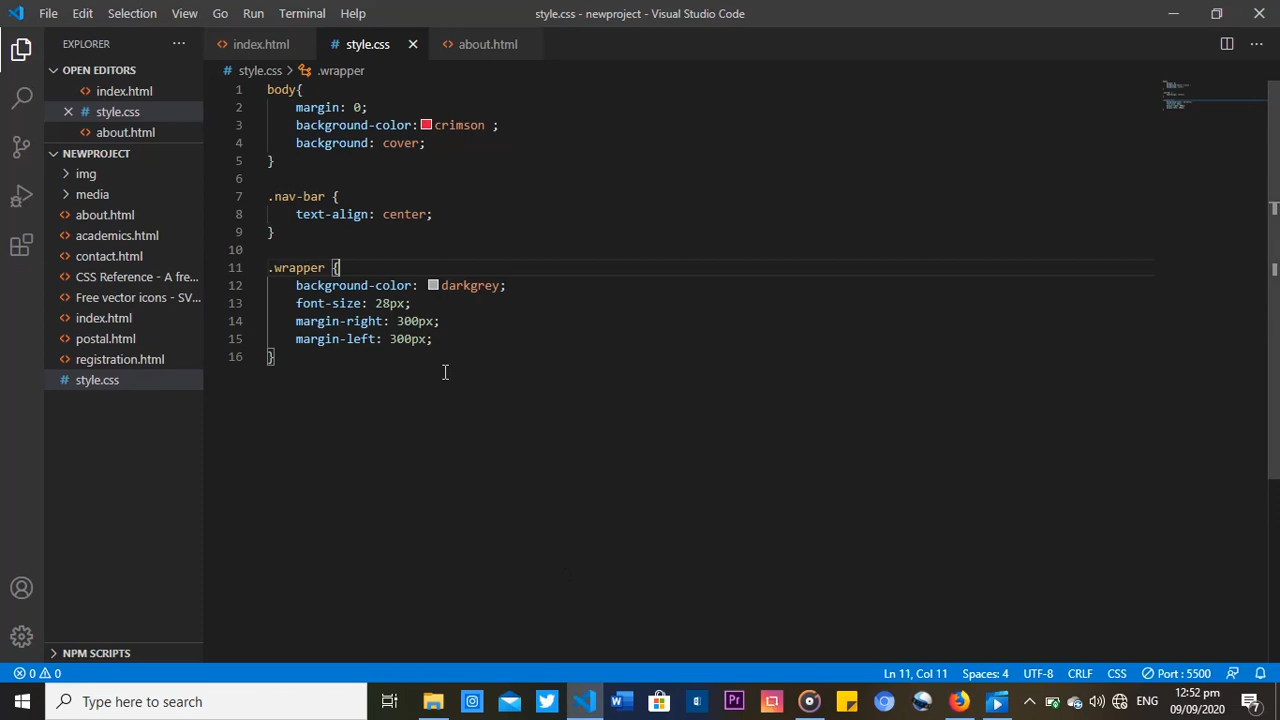 File Edit Selection View Go Run Terminal Help
style.css - newproject - Visual Studio Code
EXPLORER
index.html
style.css
about.html
OPEN EDITORS
index.html
style.css
about.html
NEWPROJECT
img
media
about.html
academics.html
contact.html
CSS Reference - A fre...
Free vector icons - SV...
index.html
postal.html
registration.html
style.css
NPM SCRIPTS
style.css > .wrapper
1 body{
2 margin: 0;
3 background-color: crimson ;
4 background: cover;
5 }
6
7 .nav-bar {
8 text-align: center;
9 }
10
11 .wrapper {
12 background-color: darkgrey;
13 font-size: 28px;
14 margin-right: 300px;
15 margin-left: 300px;
16 }
0 0
Ln 11, Col 11 Spaces: 4 UTF-8 CRLF CSS Port : 5500
Type here to search
ENG
12:52 pm
09/09/2020
7